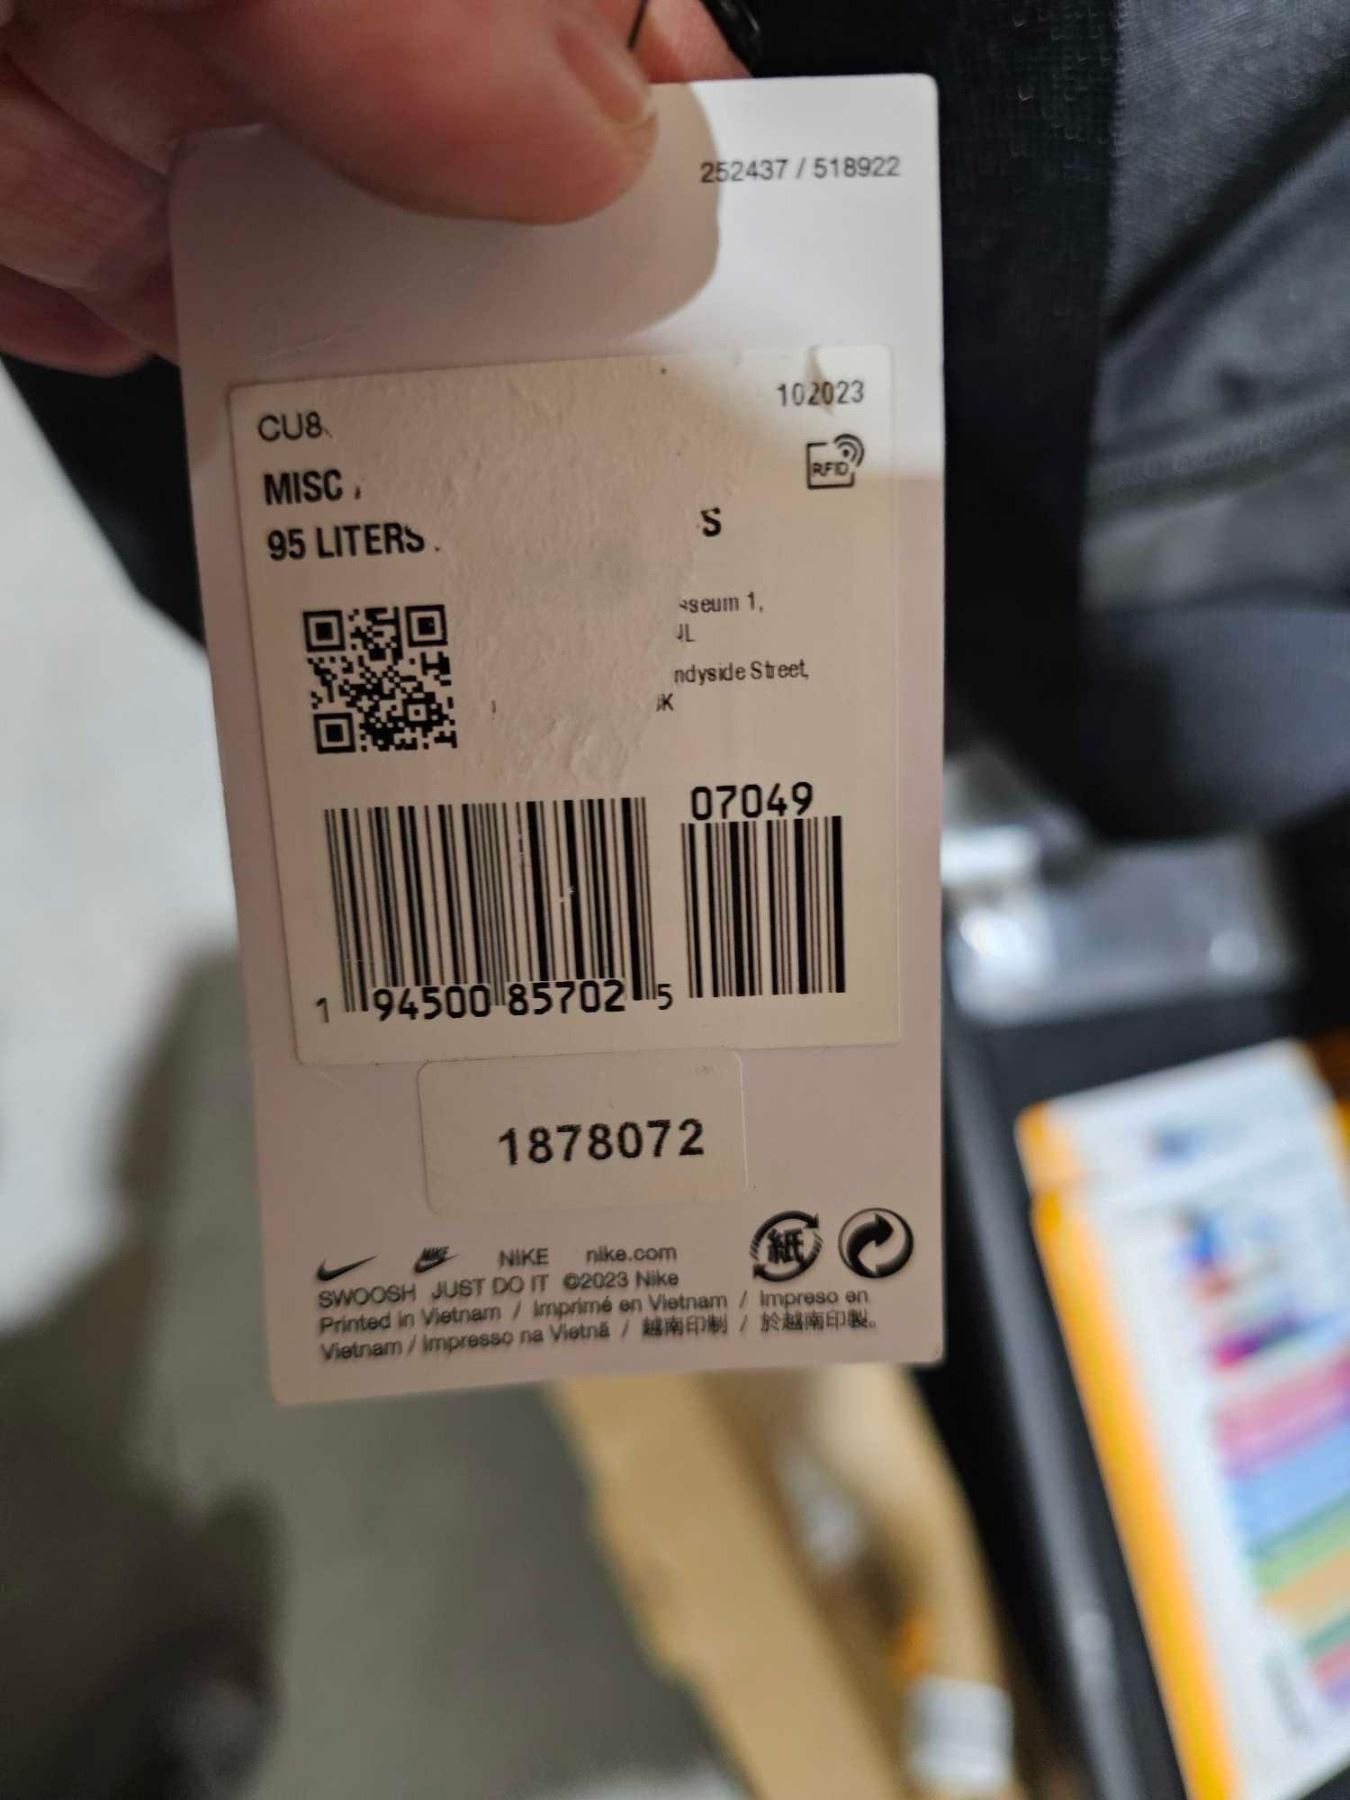 252437 / 518922
102023
CU8
RFID
MISC
95 LITERS
S
sseum 1,
ndyside Street,
07049
1 94500 85702 5
1878072
紙
NIKE NIKE nike.com
SWOOSH JUST DO IT ©2023 Nike
Printed in Vietnam / Imprimé en Vietnam / Impreso en
Vietnam / Impresso na Vietnã / 越南印制 / 於越南印製。